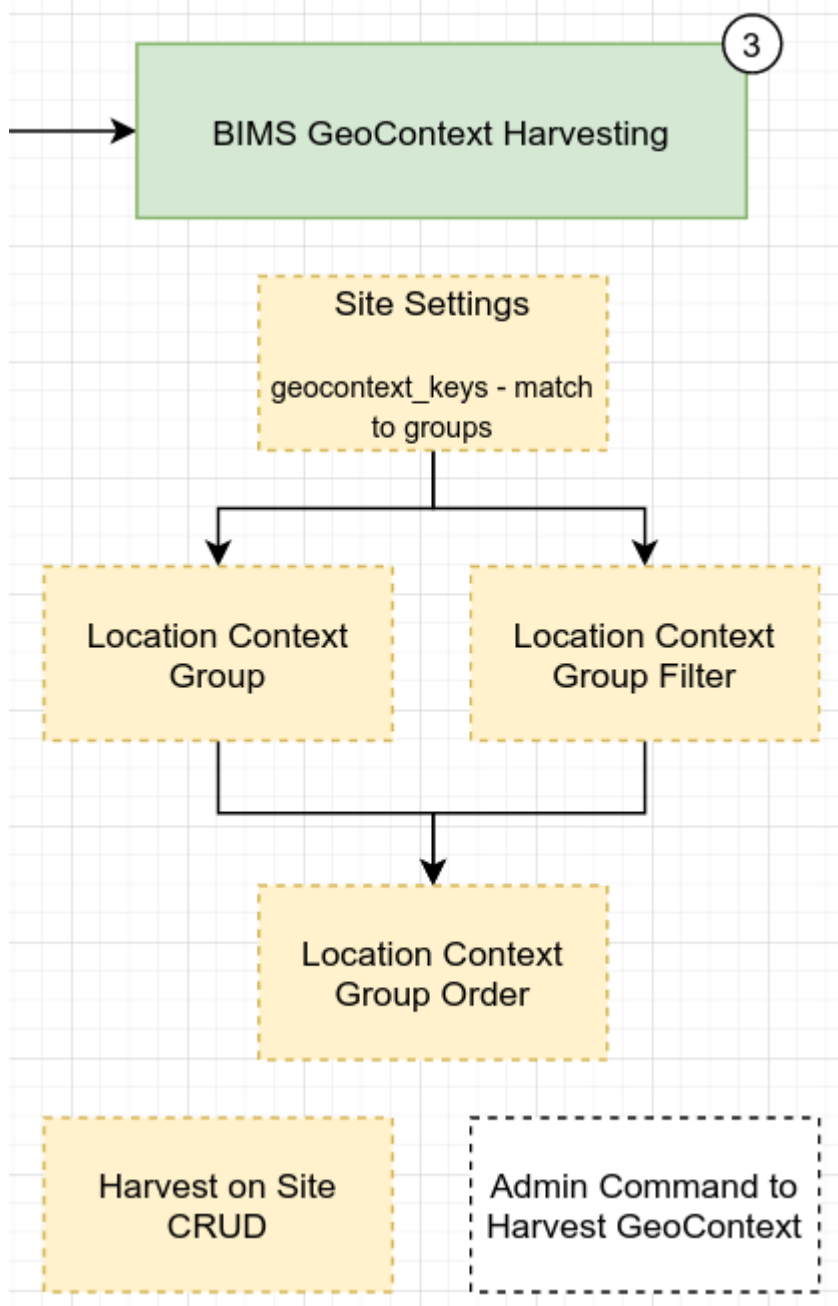 3
BIMS GeoContext Harvesting
Site Settings
geocontext_keys - match
to groups
Location Context
Group
Location Context
Group Filter
Location Context
Group Order
Harvest on Site
CRUD
Admin Command to
Harvest GeoContext